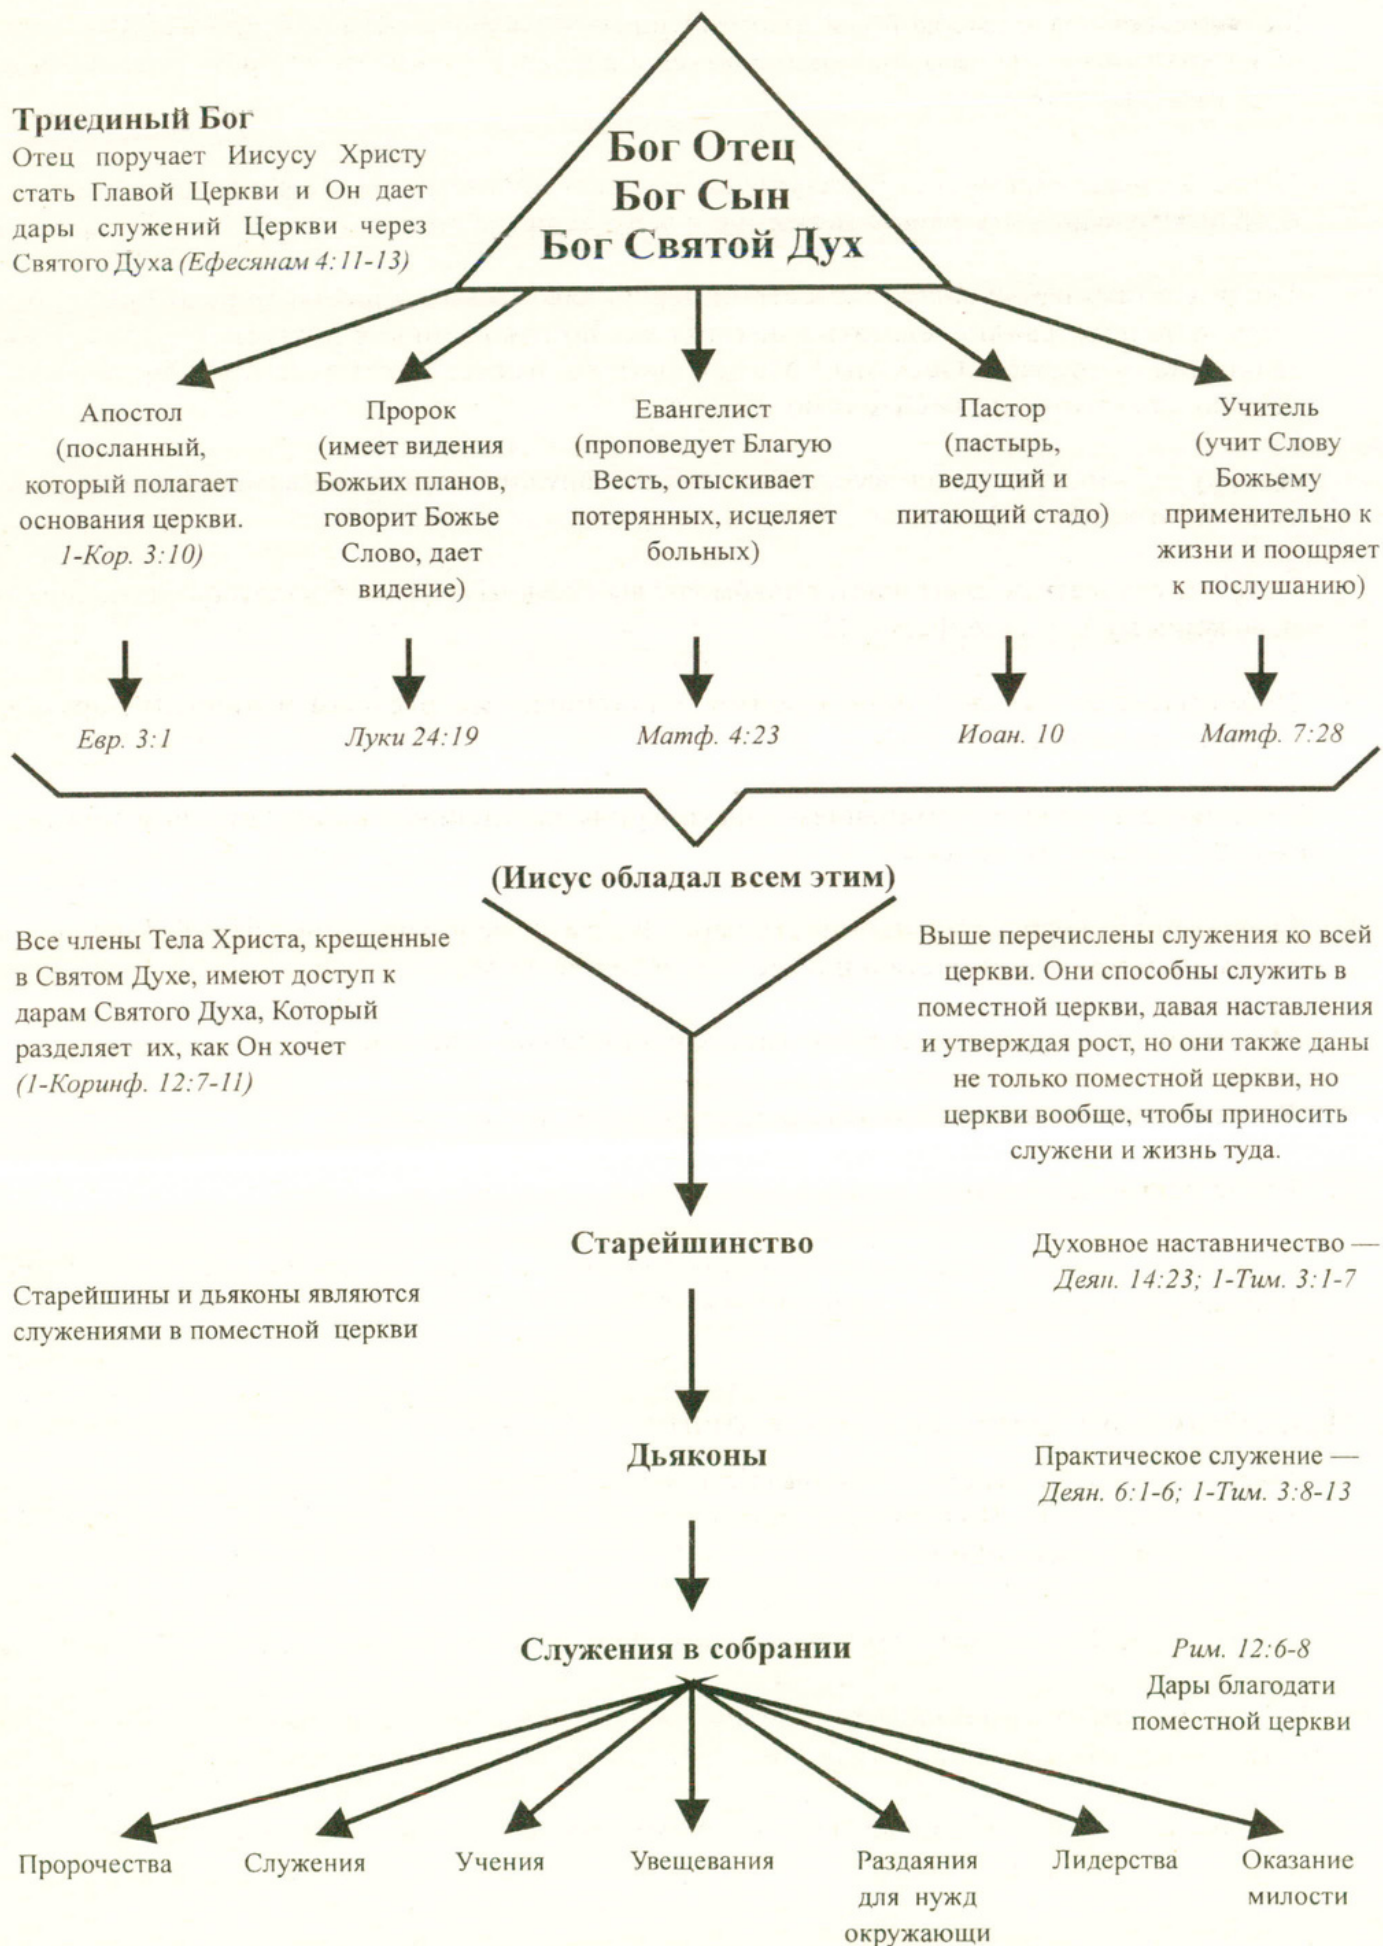 Триединый Бог
Отец поручает Иисусу Христу
стать Главой Церкви и Он дает
дары служений Церкви через
Святого Духа (Ефесянам 4:11-13)
Бог Отец
Бог Сын
Бог Святой Дух
Апостол
(посланный,
который полагает
основания церкви.
1-Кор. 3:10)
Пророк
(имеет видения
Божьих планов,
говорит Божье
Слово, дает
видение)
Евангелист
(проповедует Благую
Весть, отыскивает
потерянных, исцеляет
больных)
Пастор
(пастырь,
ведущий и
питающий стадо)
Учитель
(учит Слову
Божьему
применительно к
жизни и поощряет
к послушанию)
Евр. 3:1
Луки 24:19
Матф. 4:23
Иоан. 10
Матф. 7:28
(Иисус обладал всем этим)
Все члены Тела Христа, крещенные
в Святом Духе, имеют доступ к
дарам Святого Духа, Который
разделяет их, как Он хочет
(1-Коринф. 12:7-11)
Выше перечислены служения ко всей
церкви. Они способны служить в
поместной церкви, давая наставления
и утверждая рост, но они также даны
не только поместной церкви, но
церкви вообще, чтобы приносить
служени и жизнь туда.
Старейшинство
Духовное наставничество —
Деян. 14:23; 1-Тим. 3:1-7
Старейшины и дьяконы являются
служениями в поместной церкви
Дьяконы
Практическое служение —
Деян. 6:1-6; 1-Тим. 3:8-13
Служения в собрании
Рим. 12:6-8
Дары благодати
поместной церкви
Пророчества
Служения
Учения
Увещевания
Раздаяния
для нужд
окружающи
Лидерства
Оказание
милости